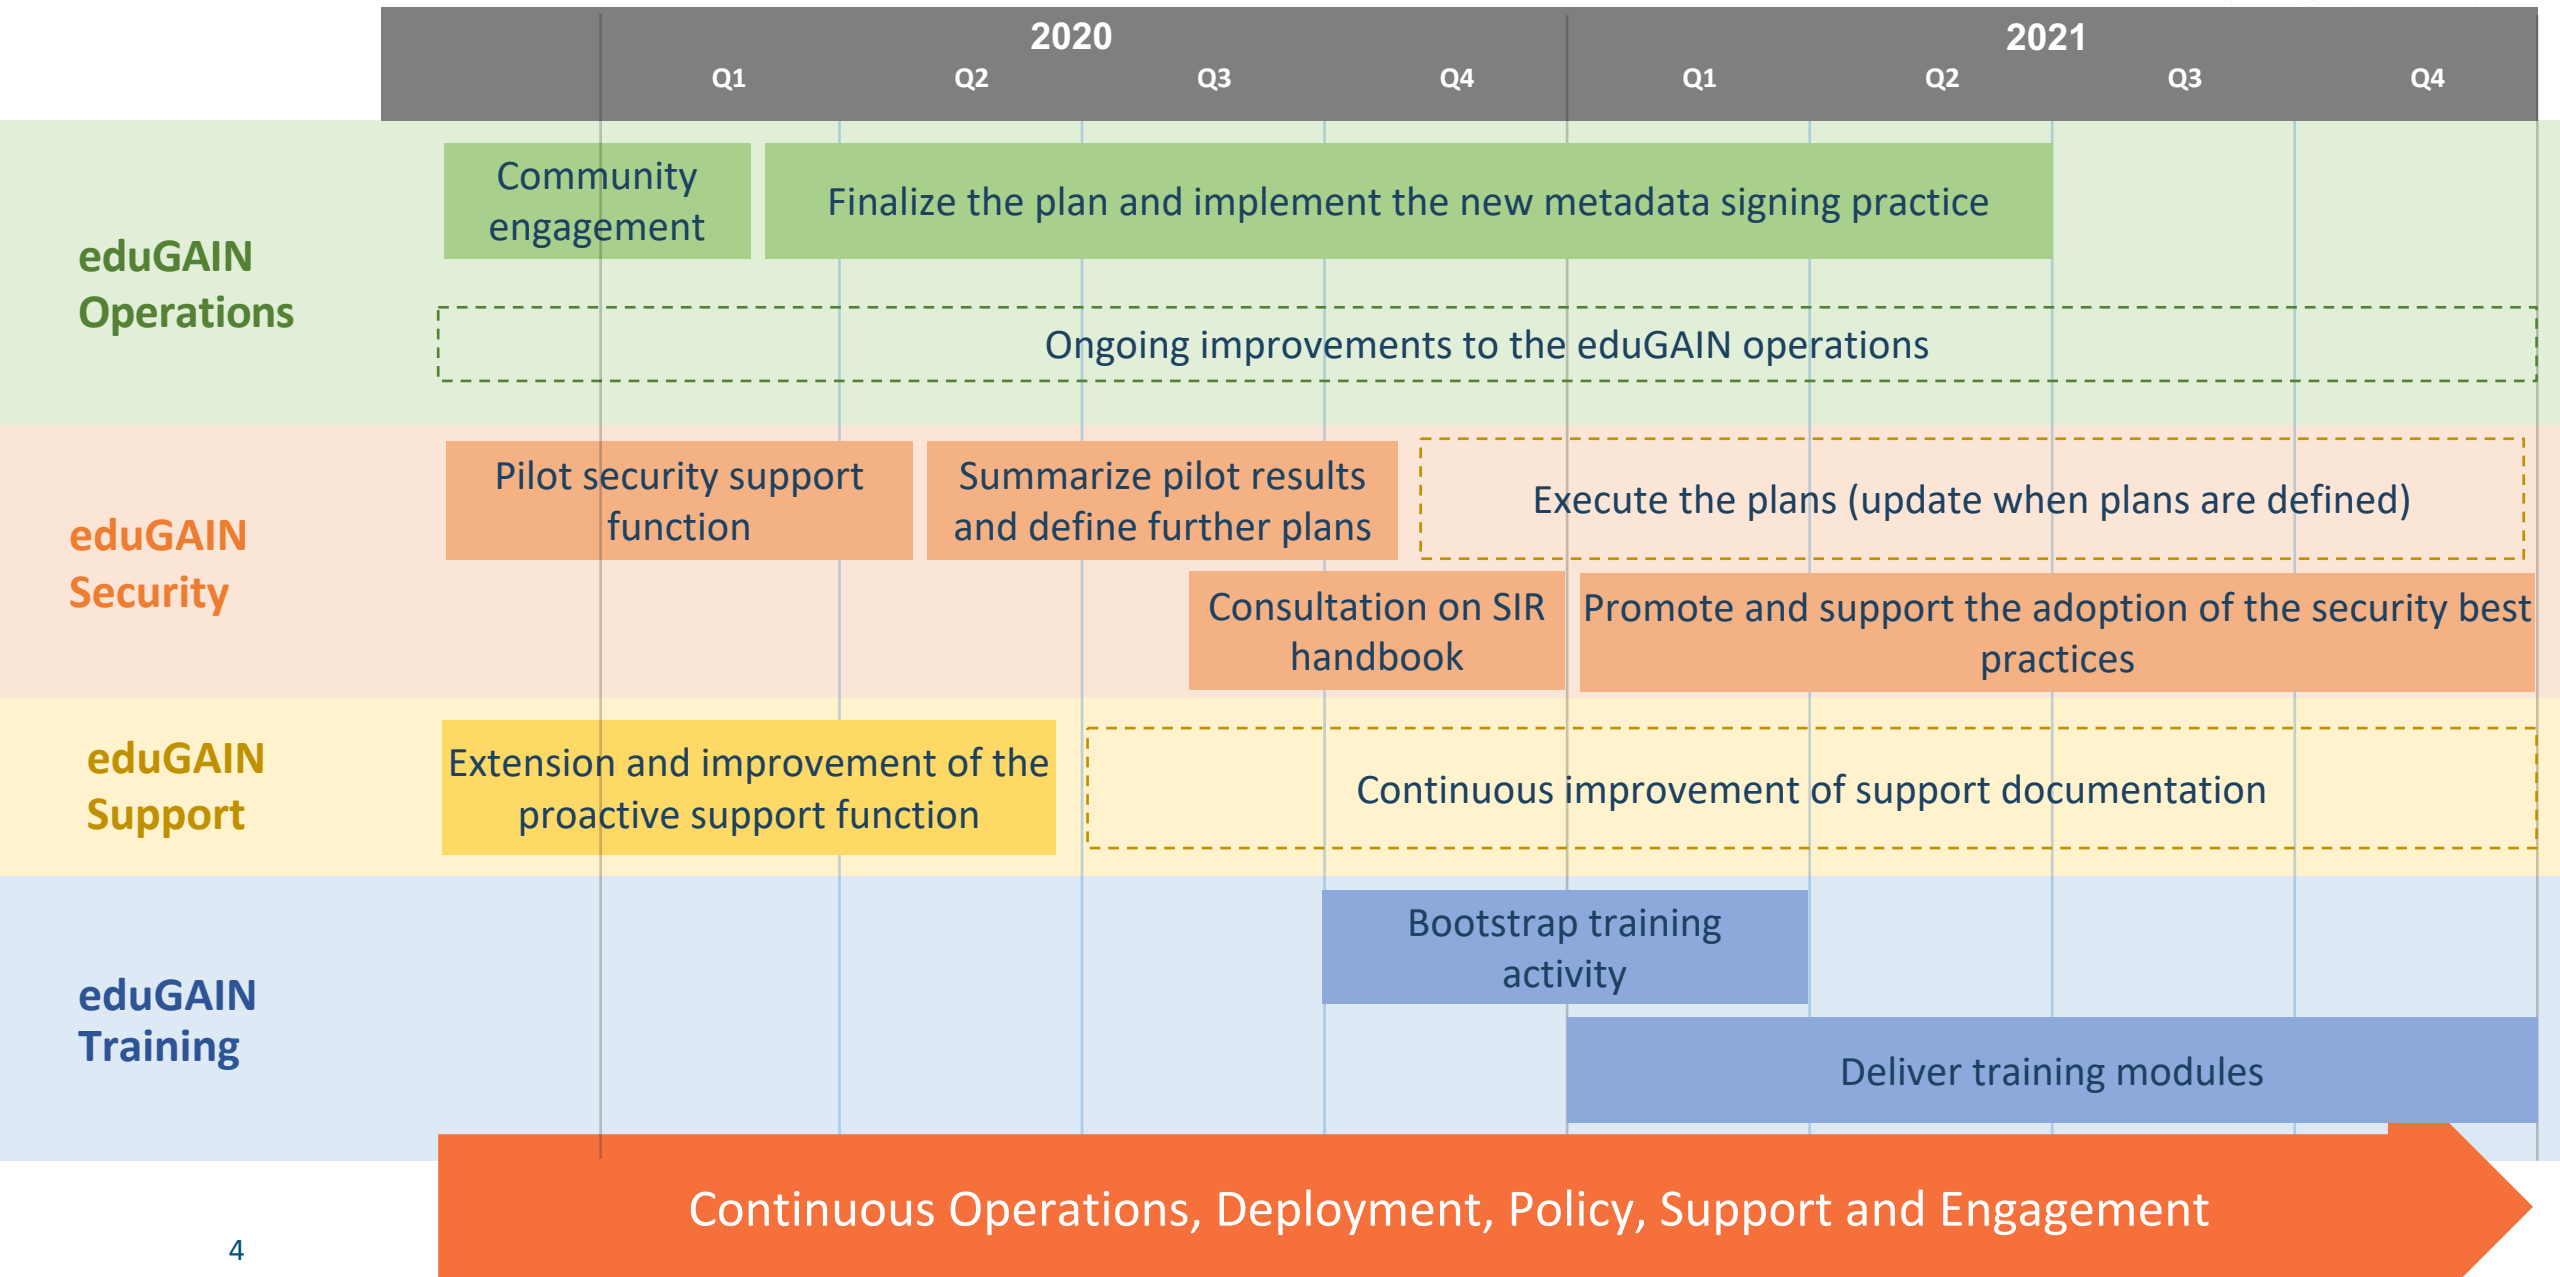 2020
2021
Q1
Q2
Q3
Q4
Q1
Q2
Q3
Q4
eduGAIN
Operations
Community
engagement
Finalize the plan and implement the new metadata signing practice
Ongoing improvements to the eduGAIN operations
eduGAIN
Security
Pilot security support
function
Summarize pilot results
and define further plans
Execute the plans (update when plans are defined)
Consultation on SIR
handbook
Promote and support the adoption of the security best
practices
eduGAIN
Support
Extension and improvement of the
proactive support function
Continuous improvement of support documentation
eduGAIN
Training
Bootstrap training
activity
Deliver training modules
Continuous Operations, Deployment, Policy, Support and Engagement
4